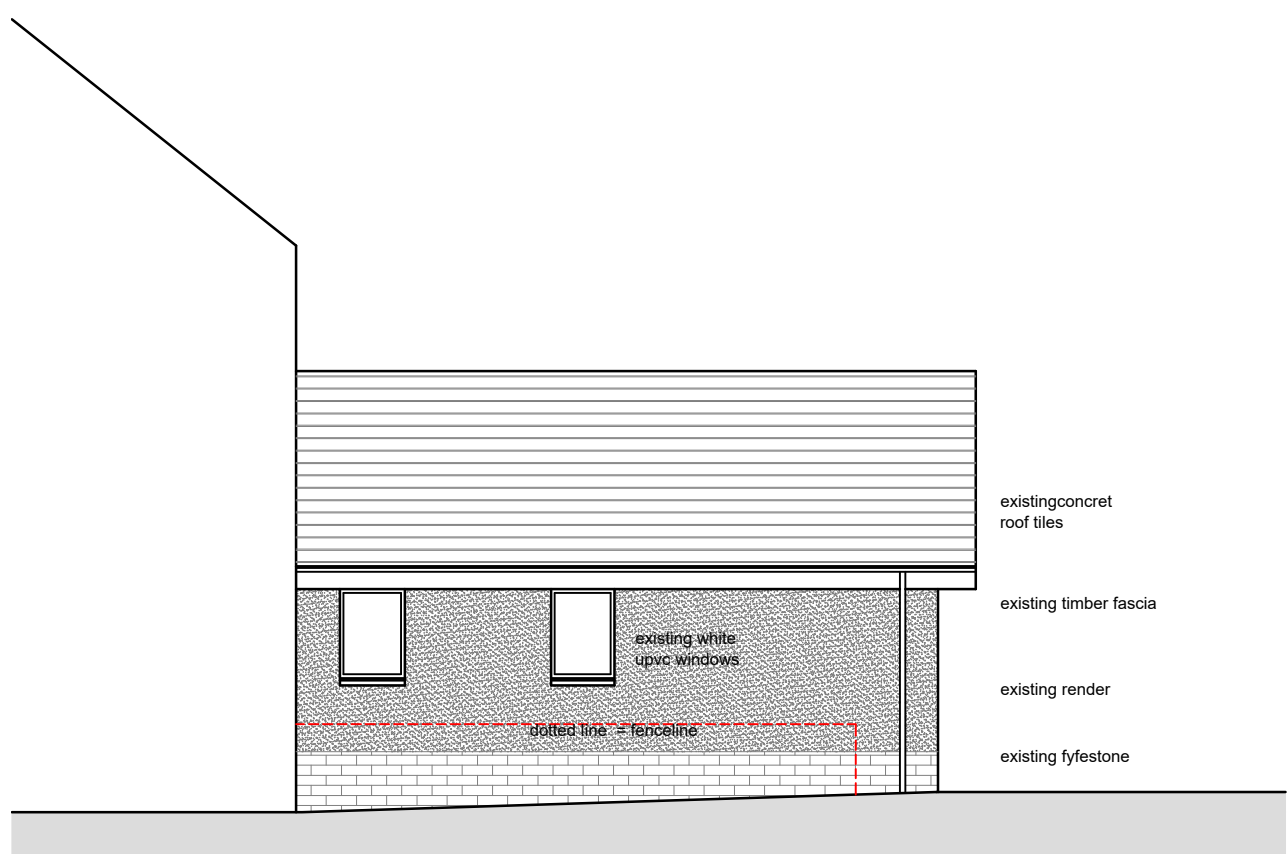 existingconcret
roof tiles
existing timber fascia
existing white
upvc windows
existing render
dotted line = fenceline
existing fyfestone